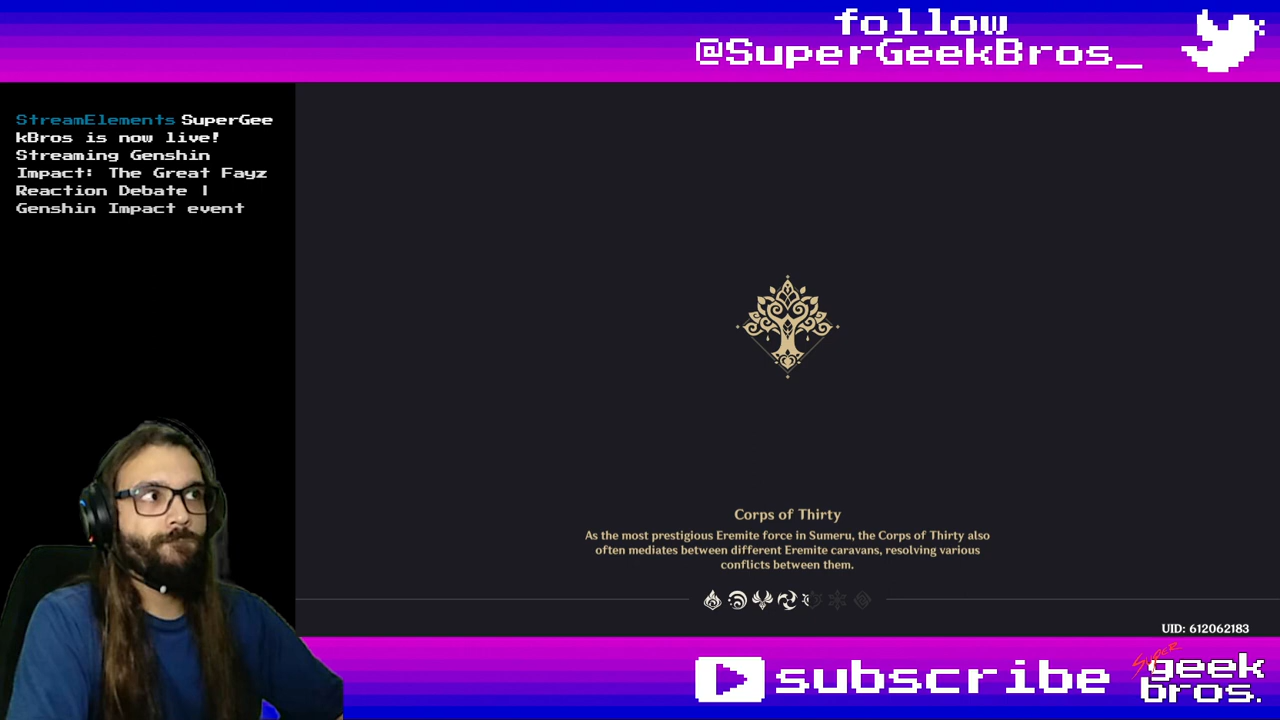 follow
@SuperGeekBros_
StreamElements SuperGee
kBros is now live!
Streaming Genshin
Impact: The Great Fayz
Reaction Debate |
Genshin Impact event
Corps of Thirty
As the most prestigious Eremite force in Sumeru, the Corps of Thirty also
often mediates between different Eremite caravans, resolving various
conflicts between them.
UID: 612062183
subscribe
SUPER
geek
bros.